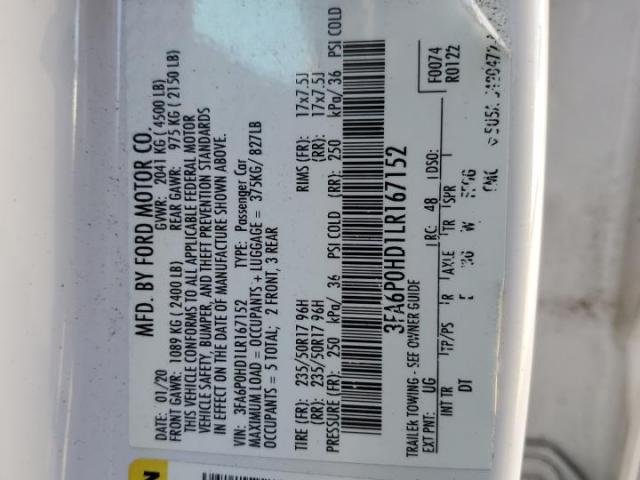 MFD. BY FORD MOTOR CO.
DATE: 01/20 GVWR: 2041 KG ( 4500 LB)
FRONT GAWR: 1089 KG ( 2400 LB) REAR GAWR: 975 KG ( 2150 LB)
THIS VEHICLE CONFORMS TO ALL APPLICABLE FEDERAL MOTOR
VEHICLE SAFETY, BUMPER, AND THEFT PREVENTION STANDARDS
IN EFFECT ON THE DATE OF MANUFACTURE SHOWN ABOVE.
VIN: 3FA6P0HD1LR167152 TYPE: Passenger Car
MAXIMUM LOAD = OCCUPANTS + LUGGAGE = 375KG/ 827LB
OCCUPANTS = 5 TOTAL; 2 FRONT, 3 REAR
TIRE (FR): 235/50R17 96H RIMS (FR): 17x7.5J
(RR): 235/50R17 96H (RR): 17x7.5J
PRESSURE (FR): 250 kPa/ 36 PSI COLD (RR): 250 kPa/ 36 PSI COLD
3FA6P0HD1LR167152
F0074
R0122
TRAILER TOWING - SEE OWNER GUIDE
EXT PNT: UG RC: 48 DSO:
INT TR TP/PS R AXLE TR SPR
DT W